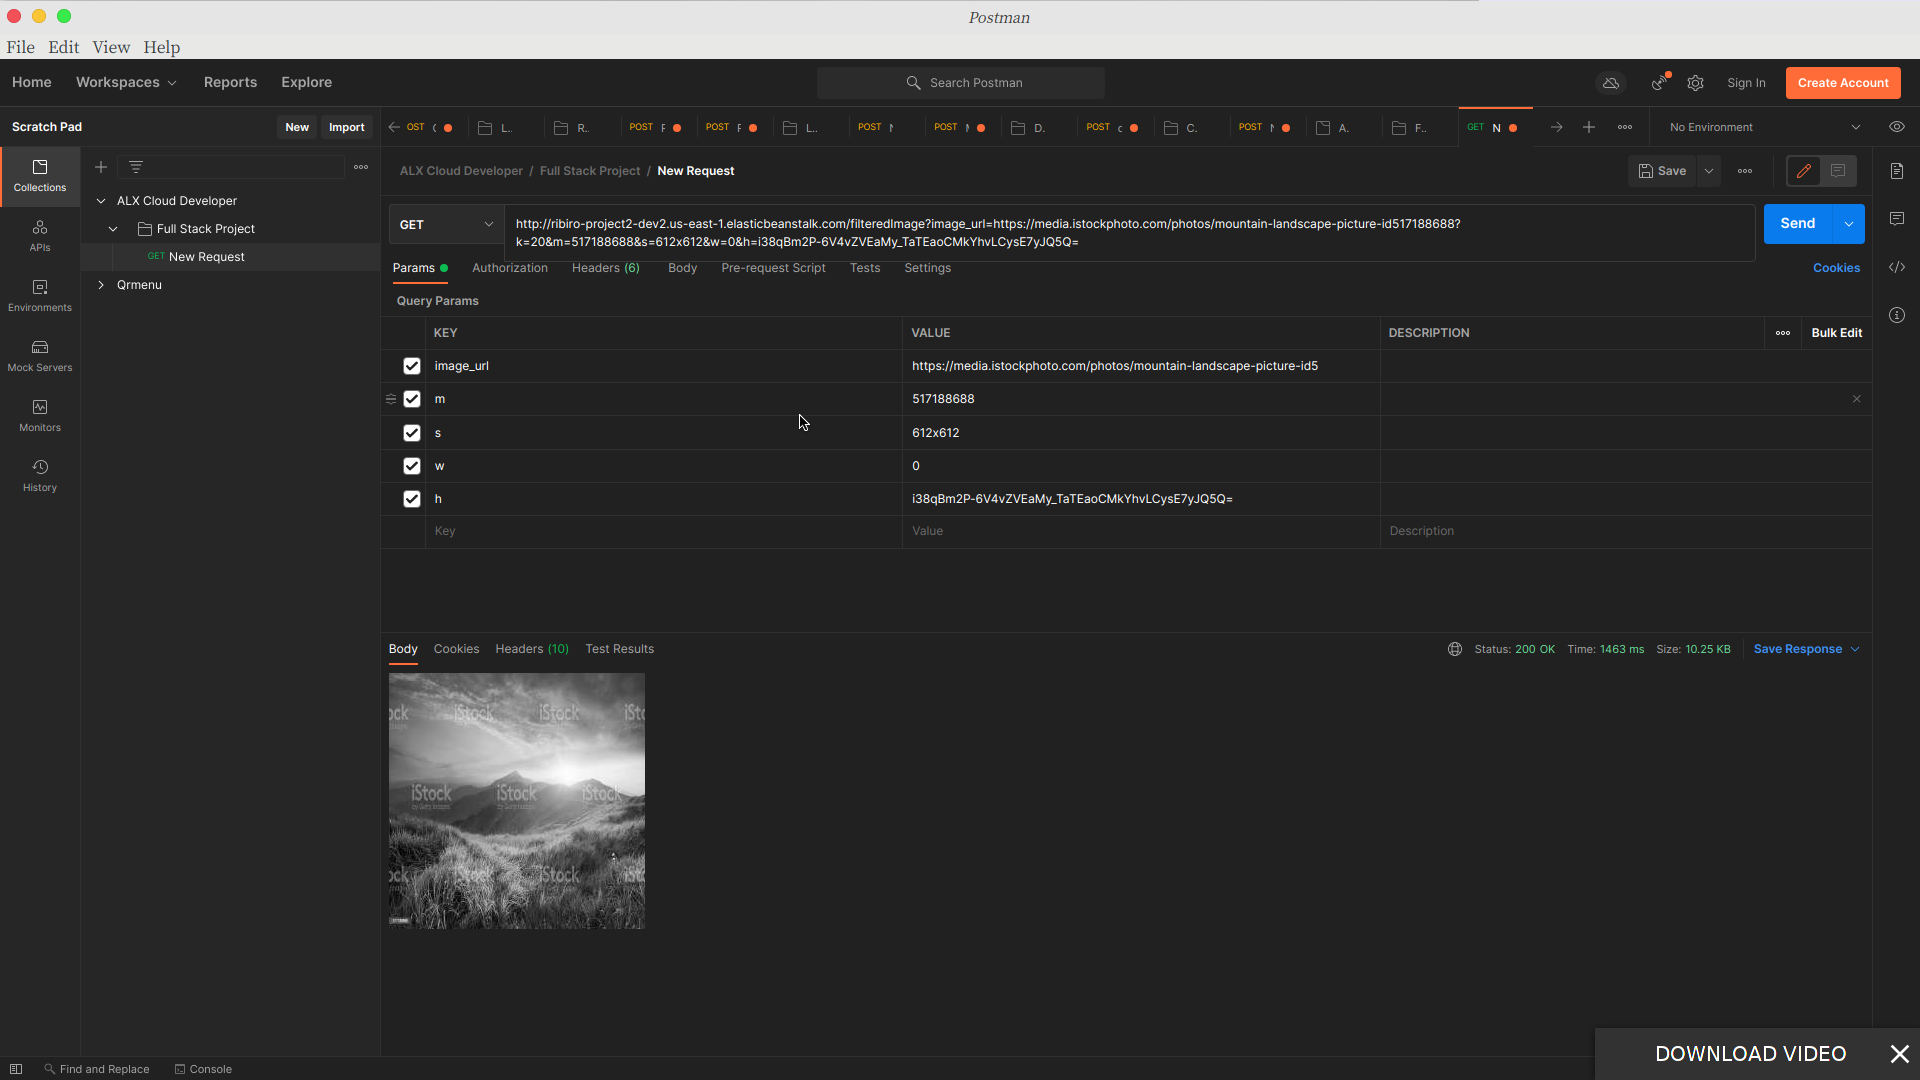 Postman
File Edit View Help
Home Workspaces Reports Explore
Search Postman
Sign In Create Account
Scratch Pad New Import
OST L.. R.. POST F POST F L.. POST N POST N D.. POST c C.. POST N A.. F.. GET N
No Environment
Collections
APIs
Environments
Mock Servers
Monitors
History
ALX Cloud Developer
Full Stack Project
GET New Request
Qrmenu
ALX Cloud Developer / Full Stack Project / New Request
Save
GET
http://ribiro-project2-dev2.us-east-1.elasticbeanstalk.com/filteredImage?image_url=https://media.istockphoto.com/photos/mountain-landscape-picture-id517188688?
k=20&m=517188688&s=612x612&w=0&h=i38qBm2P-6V4vZVEaMy_TaTEaoCMkYhvLCysE7yJQ5Q=
Send
Params Authorization Headers (6) Body Pre-request Script Tests Settings
Cookies
Query Params
KEY VALUE DESCRIPTION Bulk Edit
image_url https://media.istockphoto.com/photos/mountain-landscape-picture-id5
m 517188688
s 612x612
w 0
h i38qBm2P-6V4vZVEaMy_TaTEaoCMkYhvLCysE7yJQ5Q=
Key Value Description
Body Cookies Headers (10) Test Results
Status: 200 OK Time: 1463 ms Size: 10.25 KB Save Response
ock iStock iStock iSto
iStock iStock iStock
by Getty Images
ock iStock iStock iSto
Find and Replace Console
DOWNLOAD VIDEO